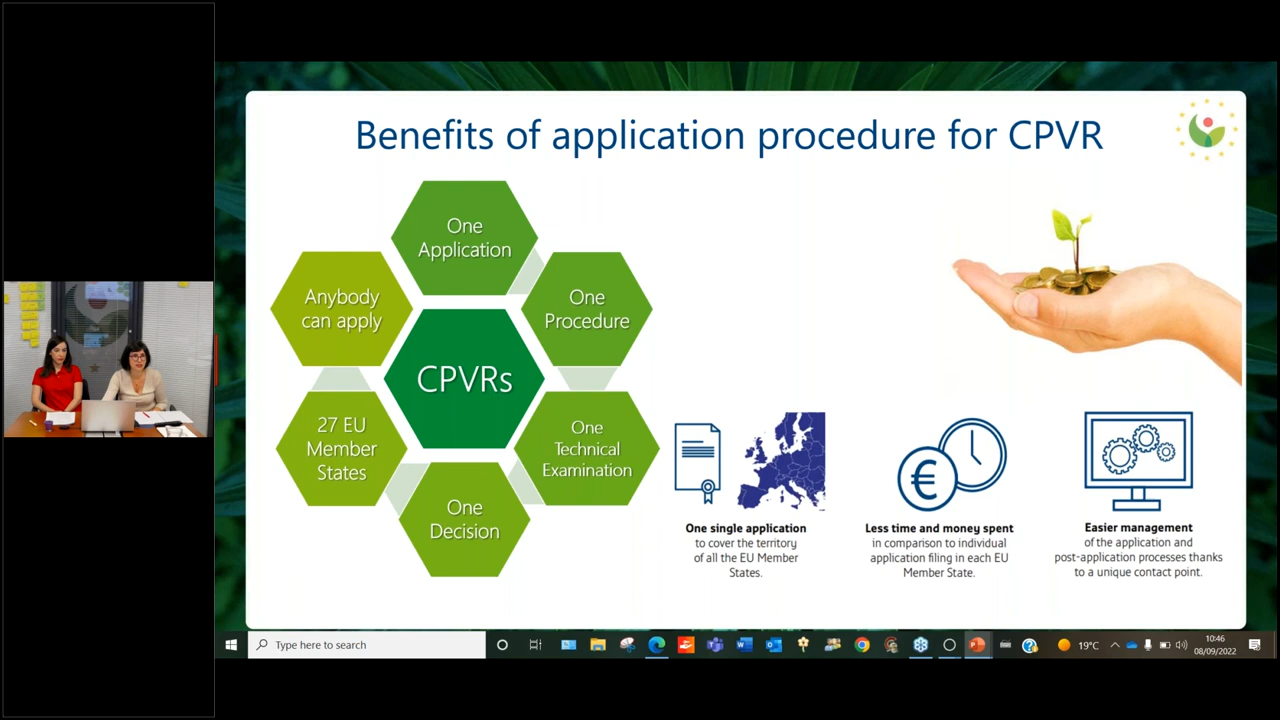 Benefits of application procedure for CPVR
One
Application
One
Procedure
One
Technical
Examination
One
Decision
27 EU
Member
States
Anybody
can apply
CPVRs
€
One single application
to cover the territory
of all the EU Member
States.
Less time and money spent
in comparison to individual
application filing in each EU
Member State.
Easier management
of the application and
post-application processes thanks
to a unique contact point.
Type here to search
19°C
10:46
08/09/2022